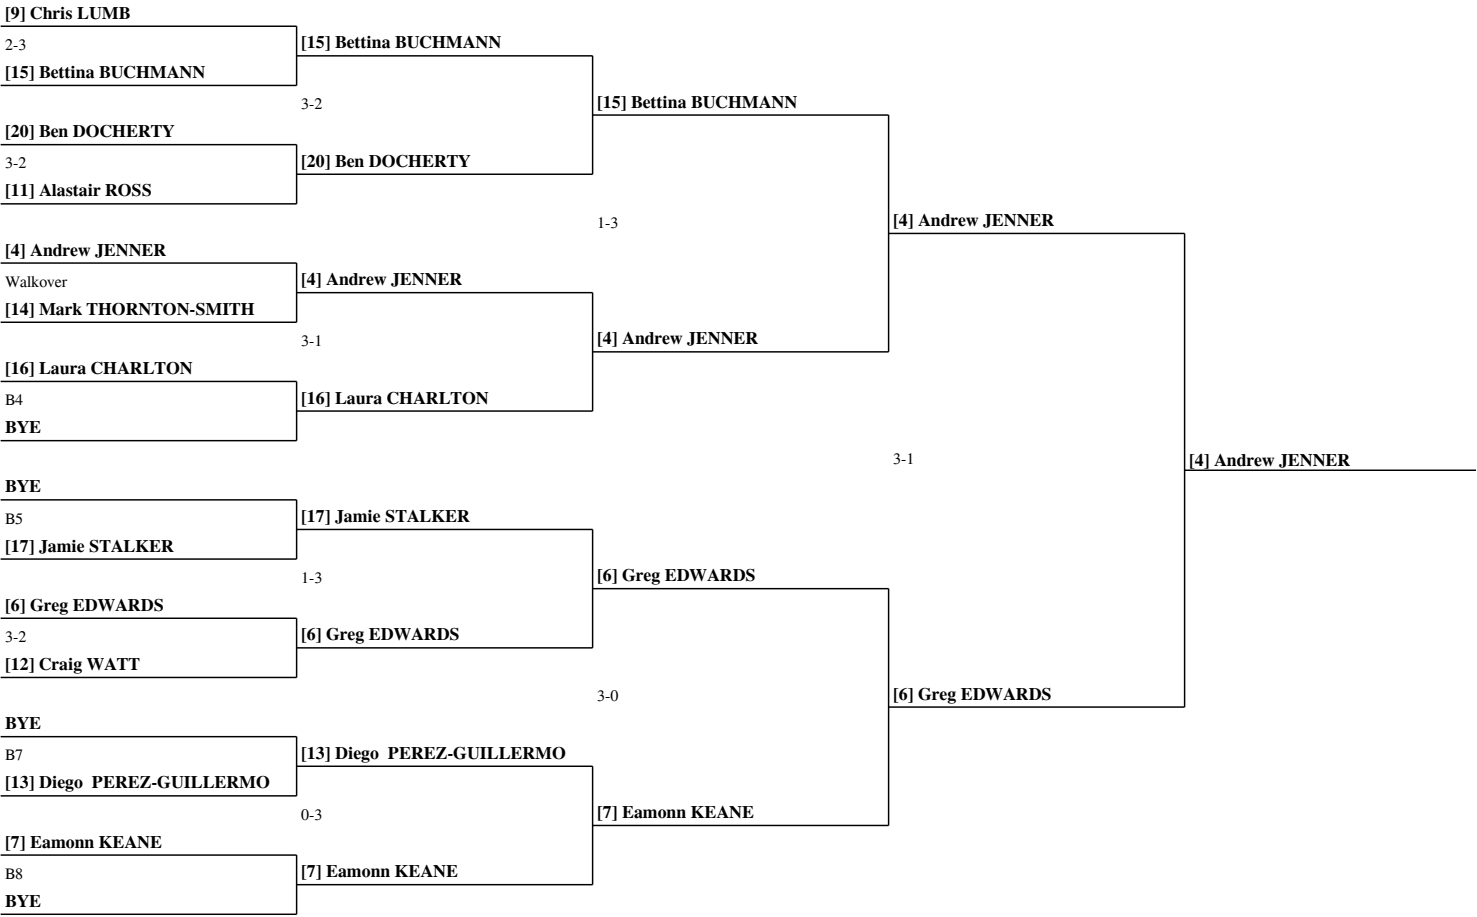 [9] Chris LUMB
2-3
[15] Bettina BUCHMANN
[20] Ben DOCHERTY
3-2
[11] Alastair ROSS
[4] Andrew JENNER
Walkover
[14] Mark THORNTON-SMITH
[16] Laura CHARLTON
B4
BYE
BYE
B5
[17] Jamie STALKER
[6] Greg EDWARDS
3-2
[12] Craig WATT
BYE
B7
[13] Diego  PEREZ-GUILLERMO
[7] Eamonn KEANE
B8
BYE
[15] Bettina BUCHMANN
3-2
[20] Ben DOCHERTY
[4] Andrew JENNER
3-1
[16] Laura CHARLTON
[17] Jamie STALKER
1-3
[6] Greg EDWARDS
[13] Diego  PEREZ-GUILLERMO
0-3
[7] Eamonn KEANE
[15] Bettina BUCHMANN
1-3
[4] Andrew JENNER
[6] Greg EDWARDS
3-0
[7] Eamonn KEANE
[4] Andrew JENNER
3-1
[6] Greg EDWARDS
[4] Andrew JENNER